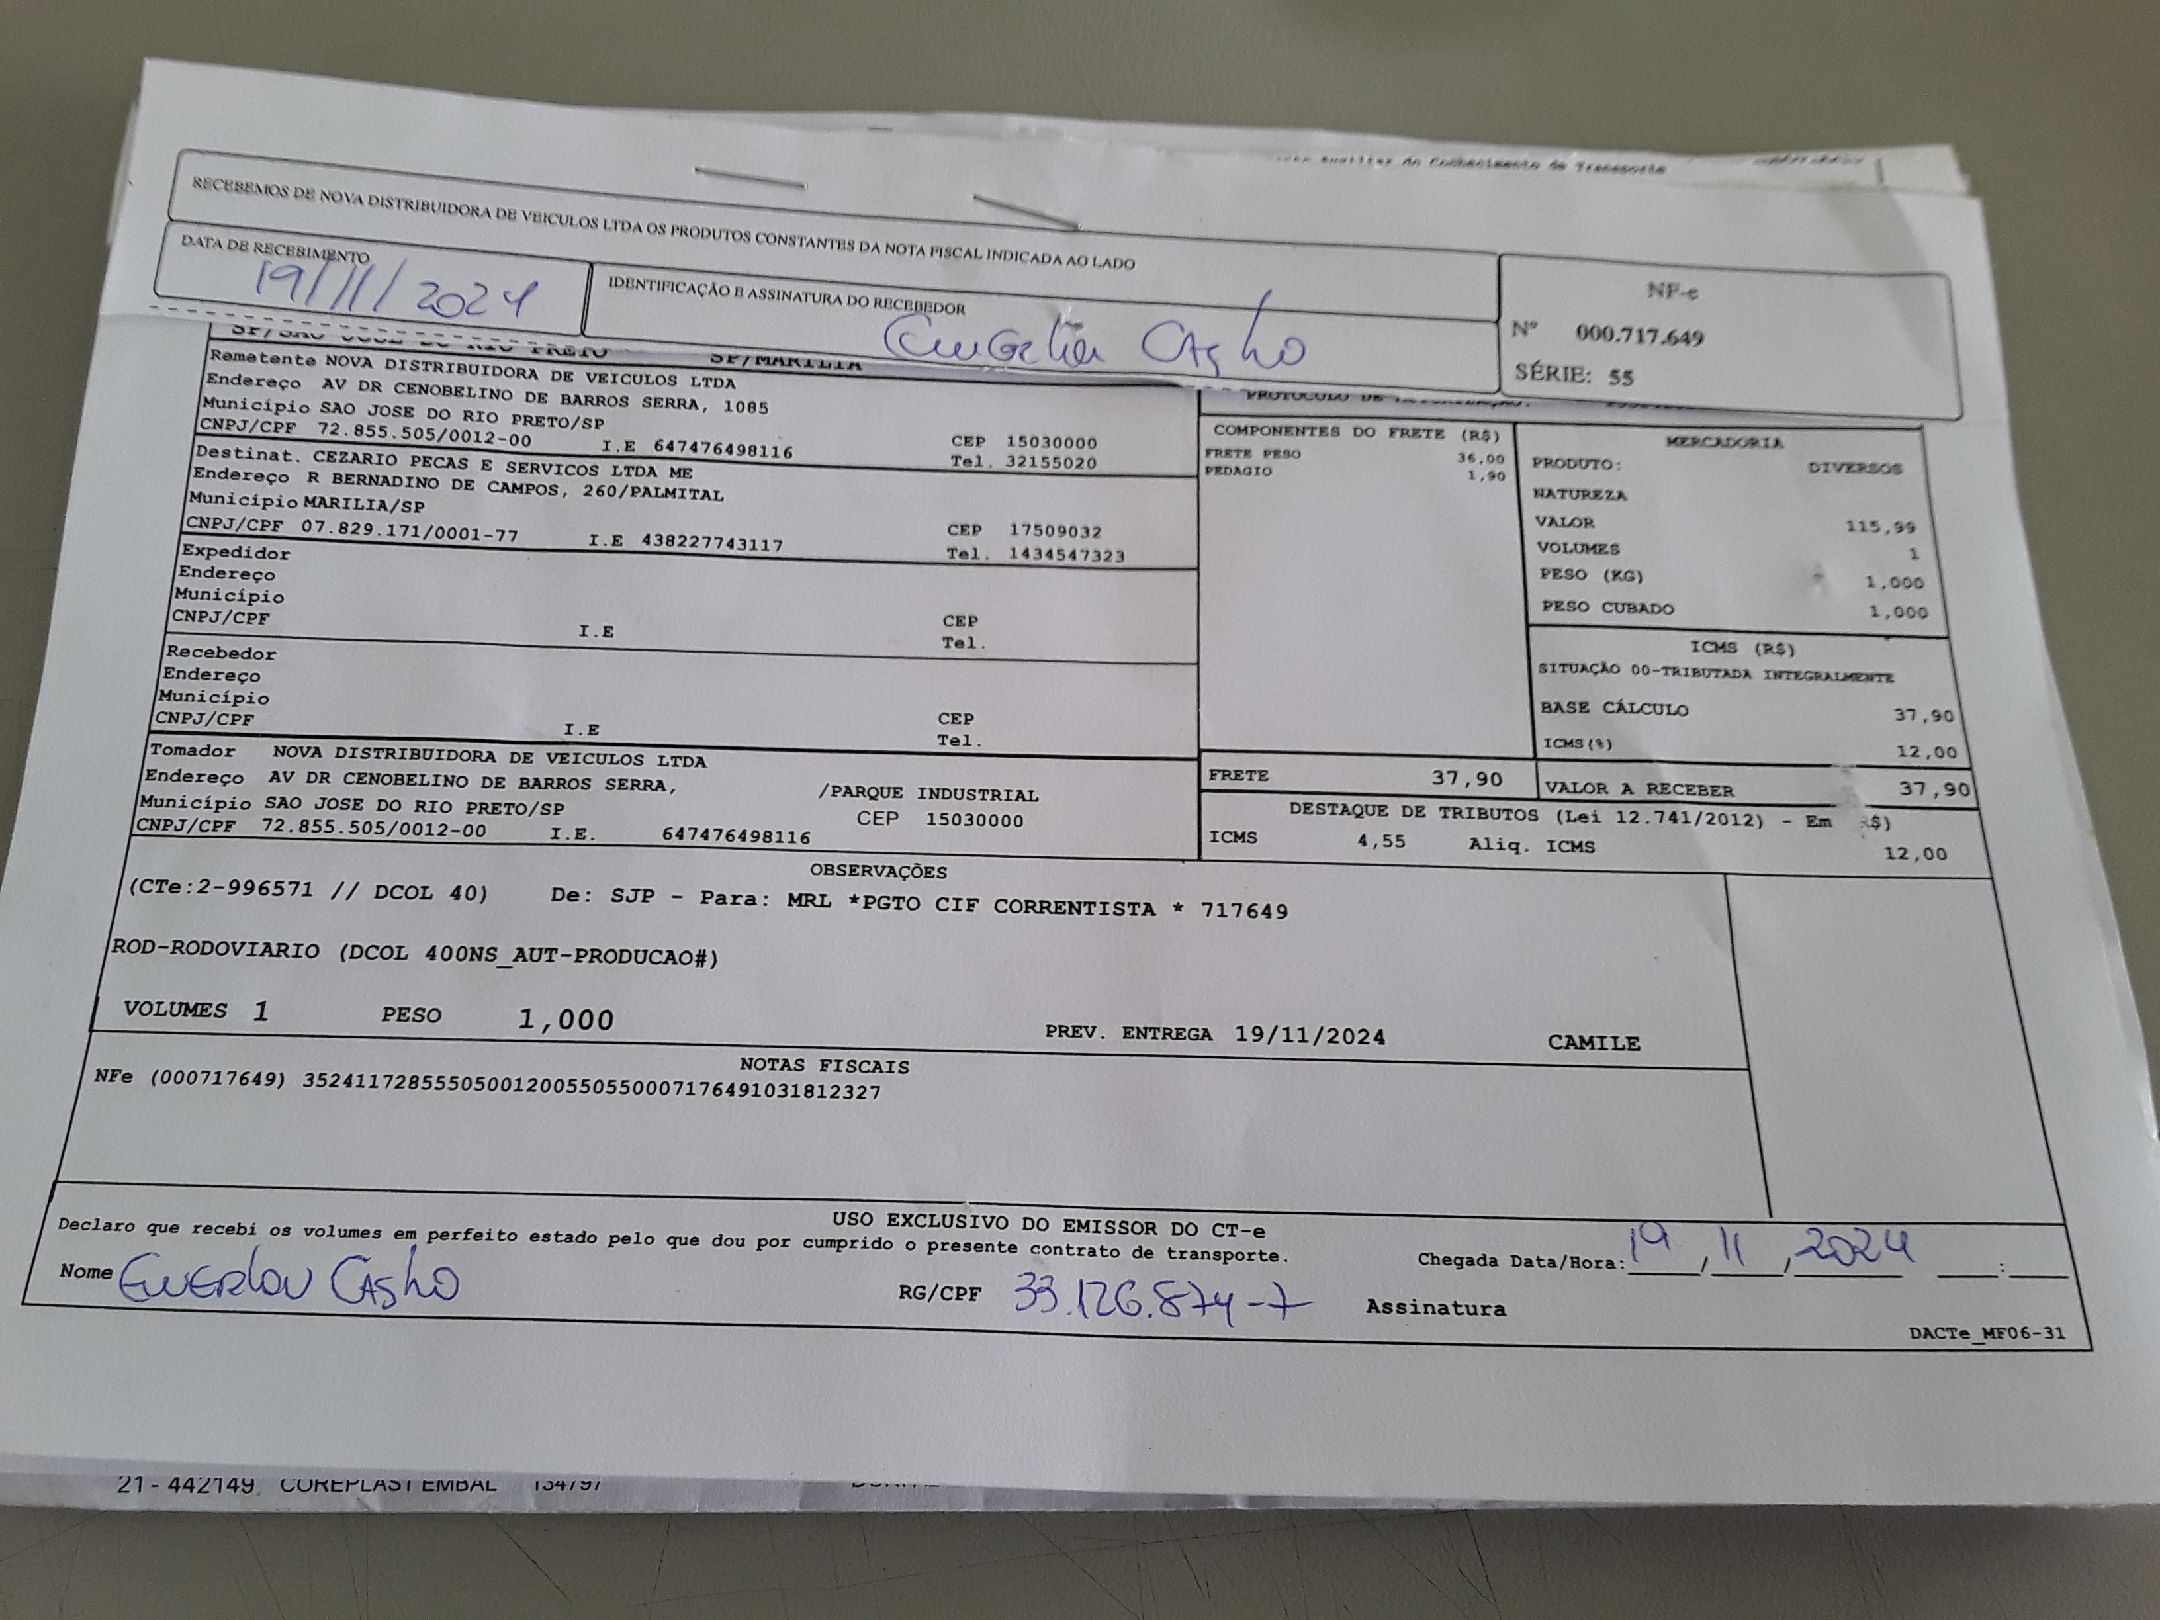 RECEBEMOS DE NOVA DISTRIBUIDORA DE VEICULOS LTDA OS PRODUTOS CONSTANTES DA NOTA FISCAL INDICADA AO LADO
DATA DE RECEBIMENTO
19/11/2024
IDENTIFICAÇÃO E ASSINATURA DO RECEBEDOR
NF-e
Nº 000.717.649
SÉRIE: 55
SP/SAO JOSE DO RIO PRETO SP/MARILIA
Remetente NOVA DISTRIBUIDORA DE VEICULOS LTDA
Endereço AV DR CENOBELINO DE BARROS SERRA, 1085
Município SAO JOSE DO RIO PRETO/SP CEP 15030000
CNPJ/CPF 72.855.505/0012-00 I.E 647476498116 Tel. 32155020
Destinat. CEZARIO PECAS E SERVICOS LTDA ME
Endereço R BERNADINO DE CAMPOS, 260/PALMITAL
Município MARILIA/SP CEP 17509032
CNPJ/CPF 07.829.171/0001-77 I.E 438227743117 Tel. 1434547323
Expedidor
Endereço
Município CEP
CNPJ/CPF I.E Tel.
Recebedor
Endereço
Município CEP
CNPJ/CPF I.E Tel.
Tomador NOVA DISTRIBUIDORA DE VEICULOS LTDA
Endereço AV DR CENOBELINO DE BARROS SERRA, /PARQUE INDUSTRIAL
Município SAO JOSE DO RIO PRETO/SP CEP 15030000
CNPJ/CPF 72.855.505/0012-00 I.E. 647476498116
COMPONENTES DO FRETE (R$)
FRETE PESO 36,00
PEDAGIO 1,90
MERCADORIA
PRODUTO: DIVERSOS
NATUREZA
VALOR 115,99
VOLUMES 1
PESO (KG) 1,000
PESO CUBADO 1,000
ICMS (R$)
SITUAÇÃO 00-TRIBUTADA INTEGRALMENTE
BASE CÁLCULO 37,90
ICMS(%) 12,00
FRETE 37,90
VALOR A RECEBER 37,90
DESTAQUE DE TRIBUTOS (Lei 12.741/2012) - Em R$)
ICMS 4,55 Aliq. ICMS 12,00
OBSERVAÇÕES
(CTe:2-996571 // DCOL 40) De: SJP - Para: MRL *PGTO CIF CORRENTISTA * 717649
ROD-RODOVIARIO (DCOL 400NS_AUT-PRODUCAO#)
VOLUMES 1 PESO 1,000 PREV. ENTREGA 19/11/2024 CAMILE
NOTAS FISCAIS
NFe (000717649) 35241172855505001200550550007176491031812327
USO EXCLUSIVO DO EMISSOR DO CT-e
Declaro que recebi os volumes em perfeito estado pelo que dou por cumprido o presente contrato de transporte.
Chegada Data/Hora: 19/11/2024 :
Nome RG/CPF 33.126.874-7 Assinatura
DACTe_MF06-31
21 - 442149 COREPLAST EMBAL 134797